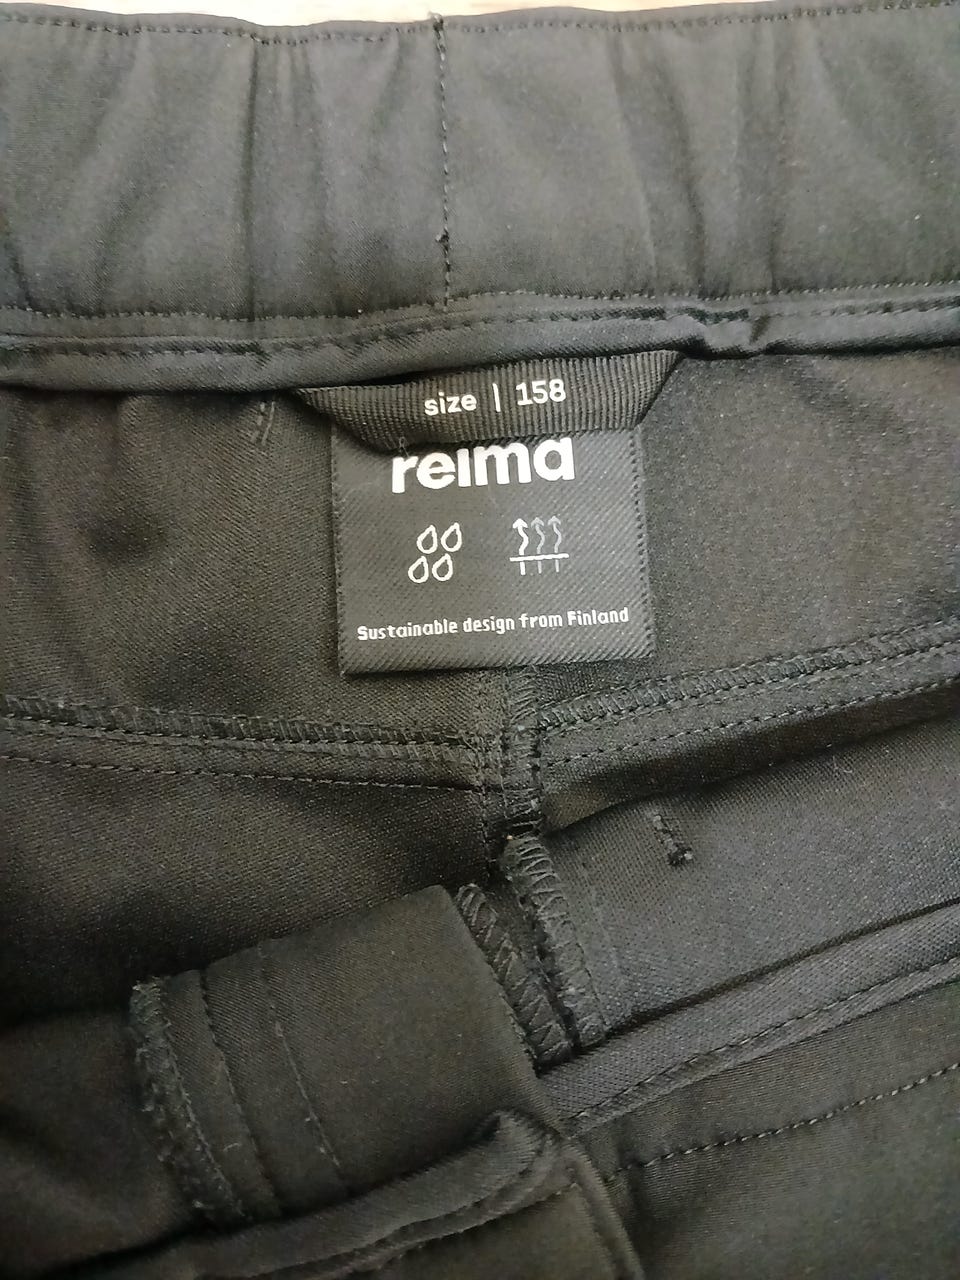 size | 158
reima
Sustainable design from Finland